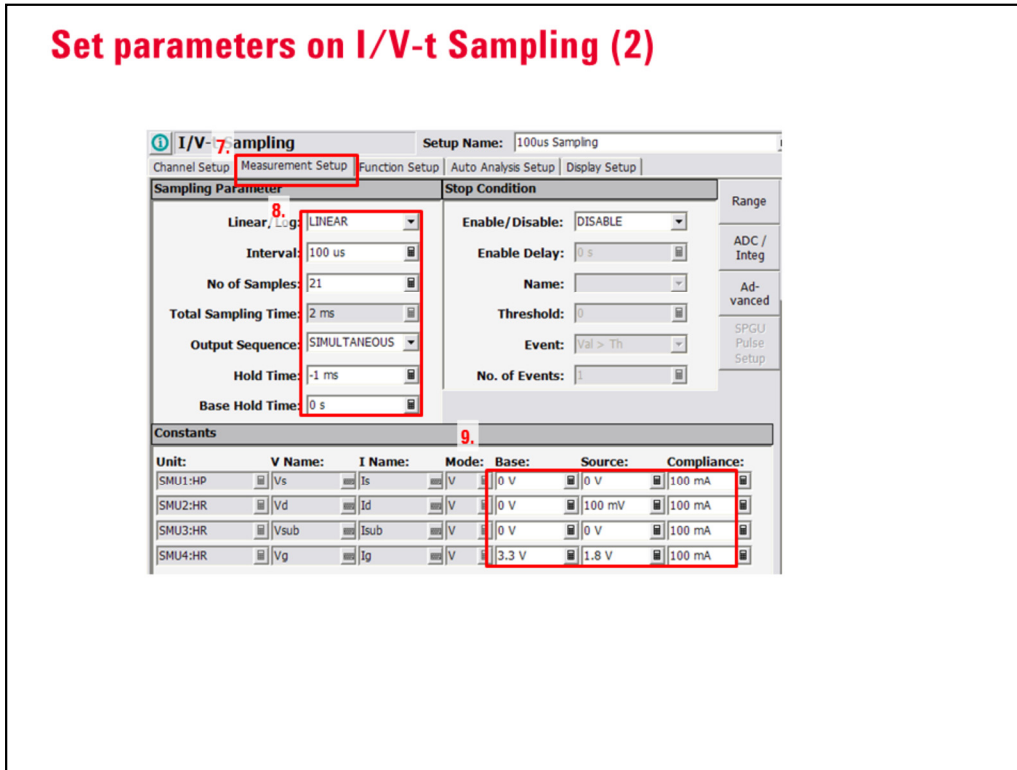 Set parameters on I/V-t Sampling (2)
I/V-t Sampling Setup Name: 100us Sampling
7.
Channel Setup Measurement Setup Function Setup Auto Analysis Setup Display Setup
Sampling Parameter Stop Condition
Range
8.
Linear/Log: LINEAR Enable/Disable: DISABLE
ADC /
Integ
Interval: 100 us Enable Delay: 0 s
No of Samples: 21 Name:
Ad-
vanced
Total Sampling Time: 2 ms Threshold: 0
SPGU
Pulse
Setup
Output Sequence: SIMULTANEOUS Event: Val > Th
Hold Time: -1 ms No. of Events: 1
Base Hold Time: 0 s
Constants
9.
Unit: V Name: I Name: Mode: Base: Source: Compliance:
SMU1:HP Vs Is V 0 V 0 V 100 mA
SMU2:HR Vd Id V 0 V 100 mV 100 mA
SMU3:HR Vsub Isub V 0 V 0 V 100 mA
SMU4:HR Vg Ig V 3.3 V 1.8 V 100 mA